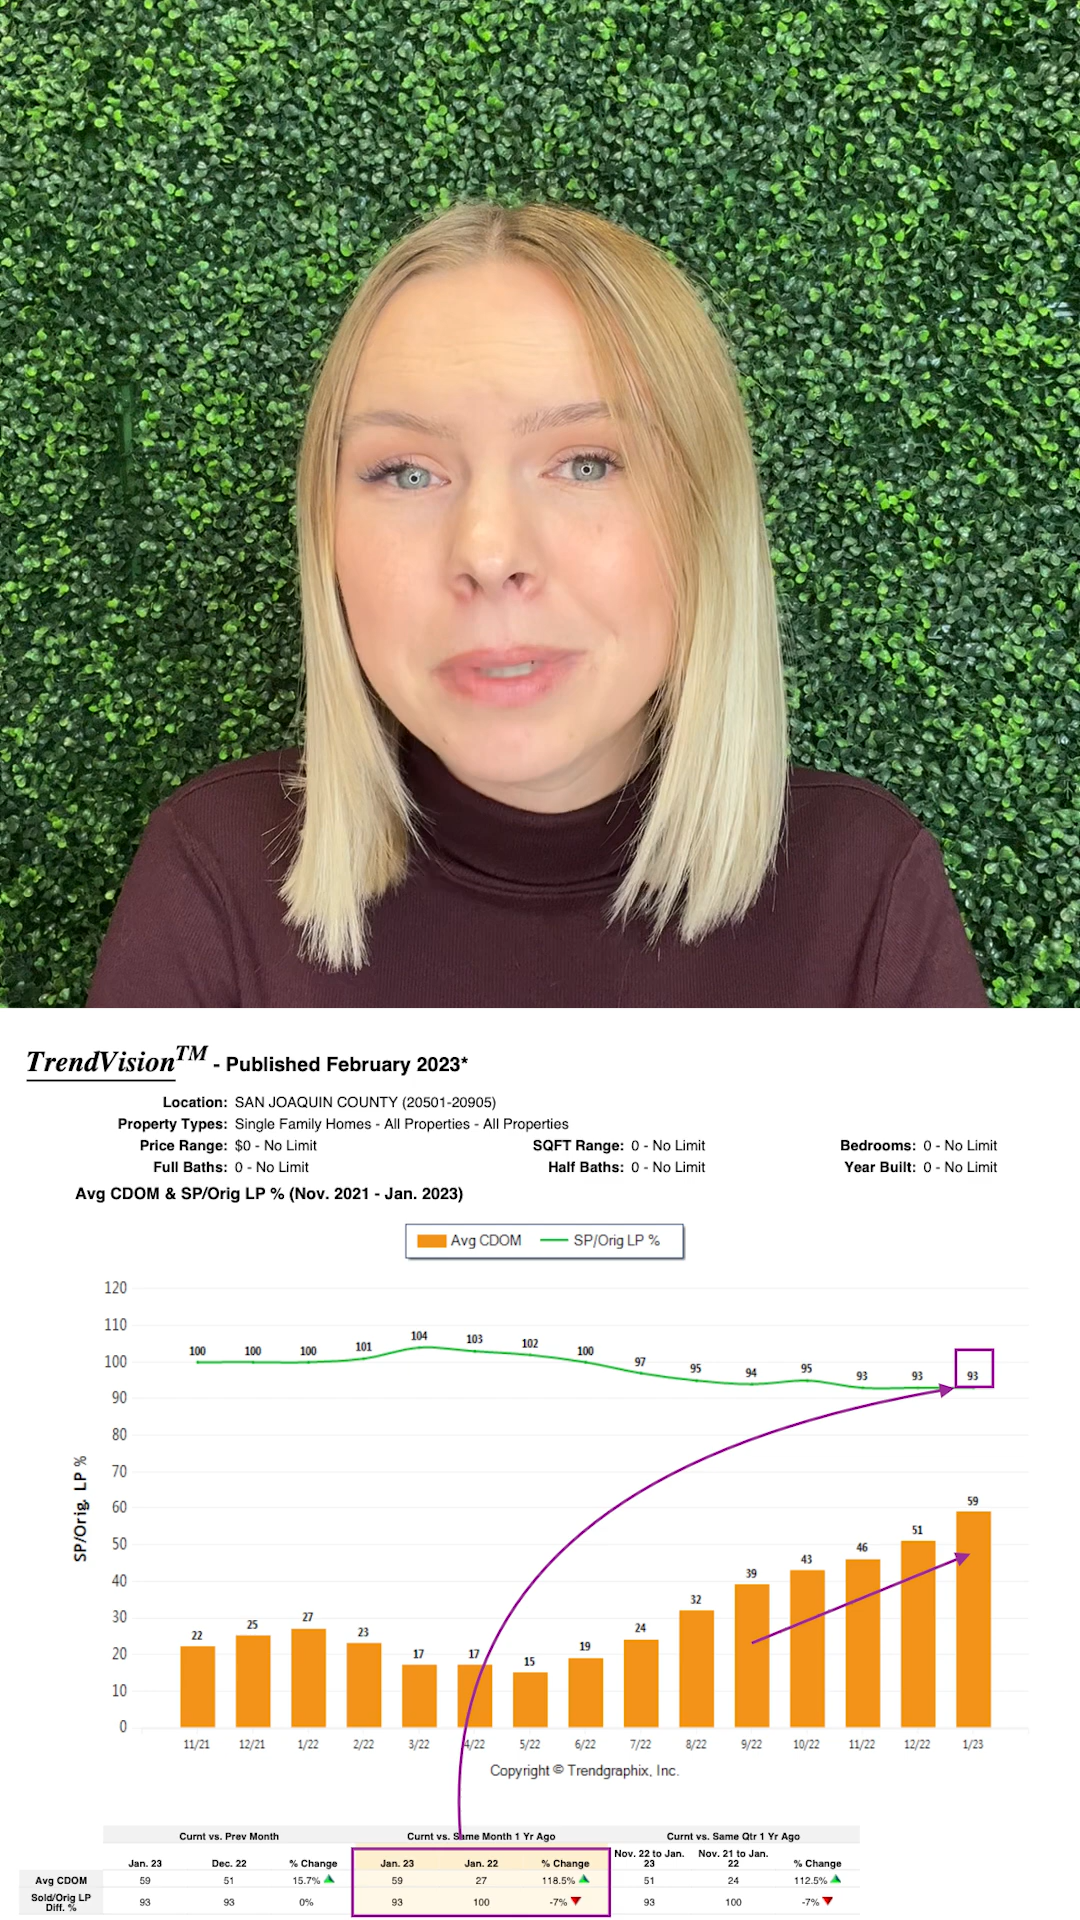 TrendVision™ - Published February 2023*
Location: SAN JOAQUIN COUNTY (20501-20905)
Property Types: Single Family Homes - All Properties - All Properties
Price Range: $0 - No Limit SQFT Range: 0 - No Limit Bedrooms: 0 - No Limit
Full Baths: 0 - No Limit Half Baths: 0 - No Limit Year Built: 0 - No Limit
Avg CDOM & SP/Orig LP % (Nov. 2021 - Jan. 2023)
Avg CDOM SP/Orig LP %
SP/Orig. LP %
120
110
100
90
80
70
60
50
40
30
20
10
0
100 100 100 101 104 103 102 100 97 95 94 95 93 93 93
22 25 27 23 17 17 15 19 24 32 39 43 46 51 59
11/21 12/21 1/22 2/22 3/22 4/22 5/22 6/22 7/22 8/22 9/22 10/22 11/22 12/22 1/23
Copyright © Trendgraphix, Inc.
Curnt vs. Prev Month Curnt vs. Same Month 1 Yr Ago Curnt vs. Same Qtr 1 Yr Ago
Jan. 23 Dec. 22 % Change Jan. 23 Jan. 22 % Change Nov. 22 to Jan. 23 Nov. 21 to Jan. 22 % Change
Avg CDOM 59 51 15.7% 59 27 118.5% 51 24 112.5%
Sold/Orig LP Diff. % 93 93 0% 93 100 -7% 93 100 -7%